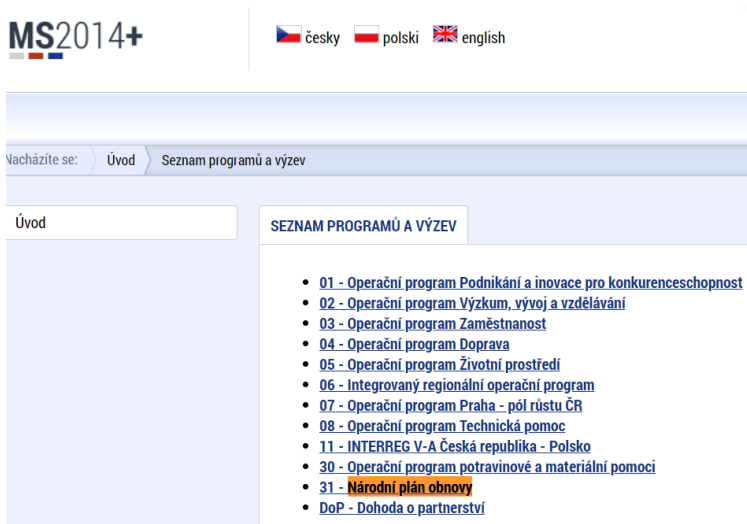 MS2014+
česky polski english
Nacházíte se: Úvod Seznam programů a výzev
Úvod
SEZNAM PROGRAMŮ A VÝZEV
01 - Operační program Podnikání a inovace pro konkurenceschopnost
02 - Operační program Výzkum, vývoj a vzdělávání
03 - Operační program Zaměstnanost
04 - Operační program Doprava
05 - Operační program Životní prostředí
06 - Integrovaný regionální operační program
07 - Operační program Praha - pól růstu ČR
08 - Operační program Technická pomoc
11 - INTERREG V-A Česká republika - Polsko
30 - Operační program potravinové a materiální pomoci
31 - Národní plán obnovy
DoP - Dohoda o partnerství